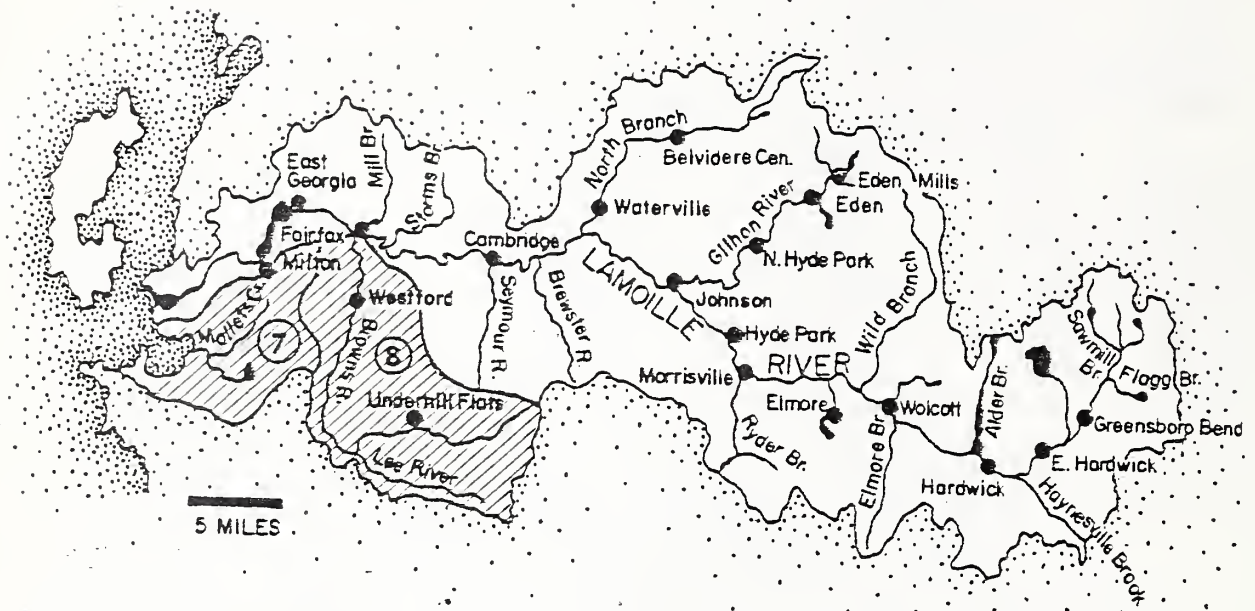 East
Georgia
Mill Br.
Storms Br.
Fairfax
Milton
Mallets Cr.
7
Westford
8
Browns R.
Underhill Flats
Lee River
5 MILES
Cambridge
Seymour R.
Brewster R.
North Branch
Belvidere Cen.
Waterville
LAMOILLE
RIVER
Gilhon River
Eden Mills
Eden
N. Hyde Park
Johnson
Hyde Park
Wild Branch
Morrisville
Elmore
Ryder Br.
Elmore Br.
Wolcott
Alder Br.
Sawmill
Br.
Flagg Br.
Greensboro Bend
E. Hardwick
Hardwick
Haynesville Brook